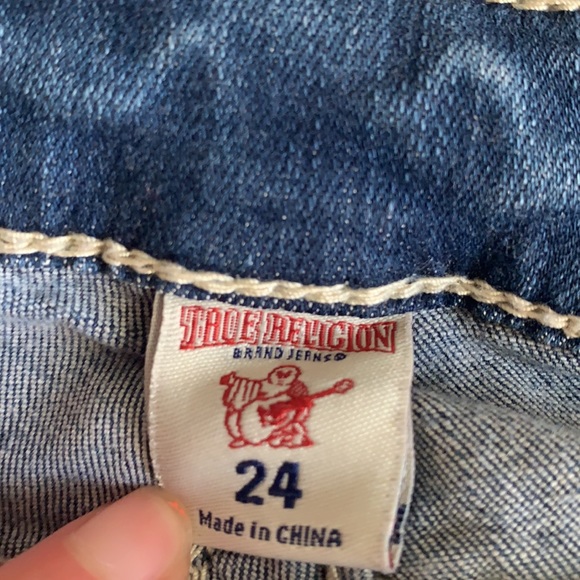 TRUE RELIGION
BRAND JEANS®
24
Made in CHINA